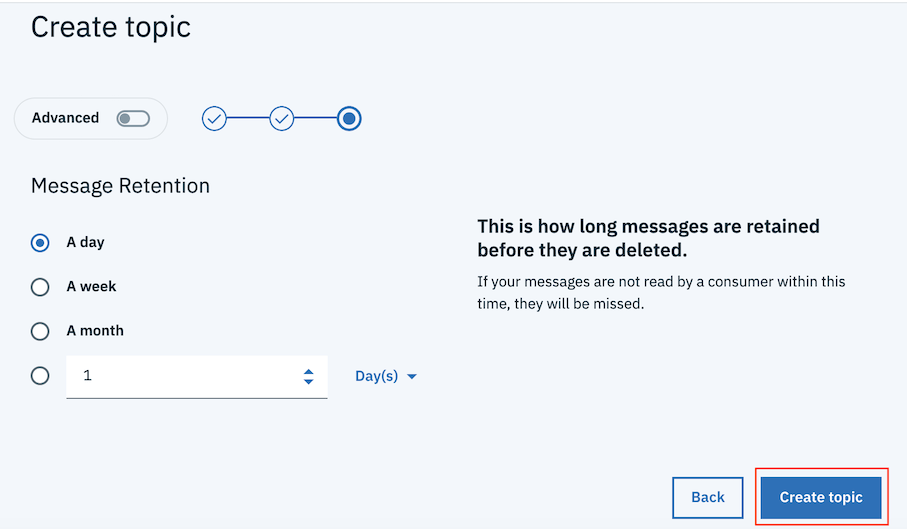 Create topic
Advanced
Message Retention
A day
A week
A month
1 Day(s)
This is how long messages are retained
before they are deleted.
If your messages are not read by a consumer within this
time, they will be missed.
Back Create topic